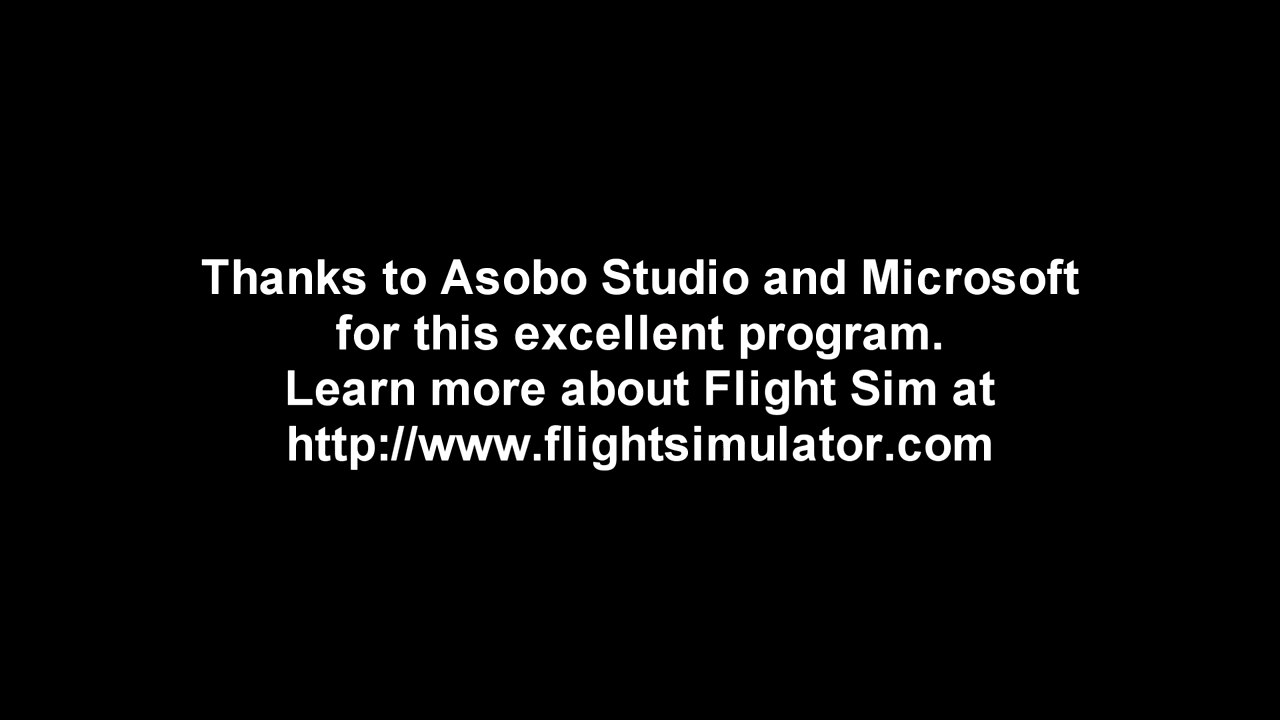 Thanks to Asobo Studio and Microsoft
for this excellent program.
Learn more about Flight Sim at
http://www.flightsimulator.com